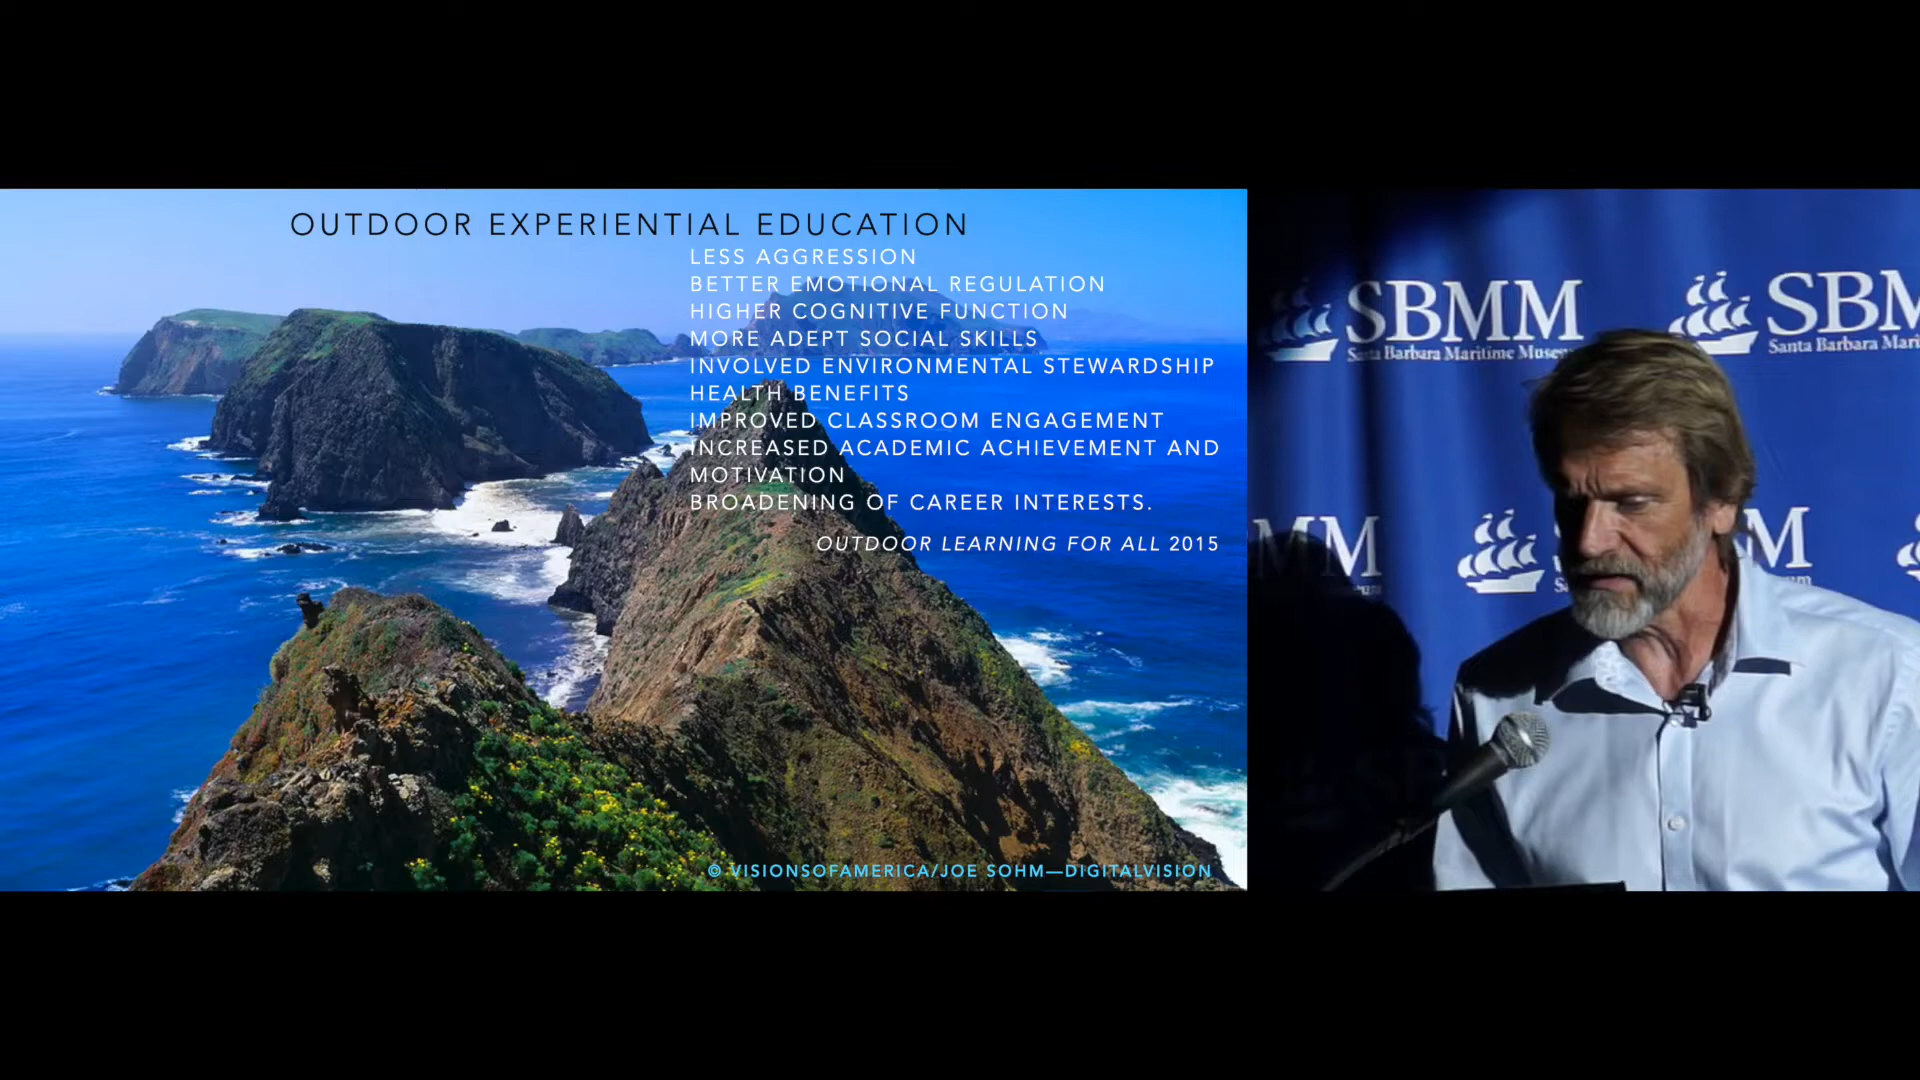 OUTDOOR EXPERIENTIAL EDUCATION
LESS AGGRESSION
BETTER EMOTIONAL REGULATION
HIGHER COGNITIVE FUNCTION
MORE ADEPT SOCIAL SKILLS
INVOLVED ENVIRONMENTAL STEWARDSHIP
HEALTH BENEFITS
IMPROVED CLASSROOM ENGAGEMENT
INCREASED ACADEMIC ACHIEVEMENT AND
MOTIVATION
BROADENING OF CAREER INTERESTS.
OUTDOOR LEARNING FOR ALL 2015
© VISIONSOFAMERICA/JOE SOHM—DIGITALVISION
SBMM
Santa Barbara Maritime
SBM
Santa Barbara
MM